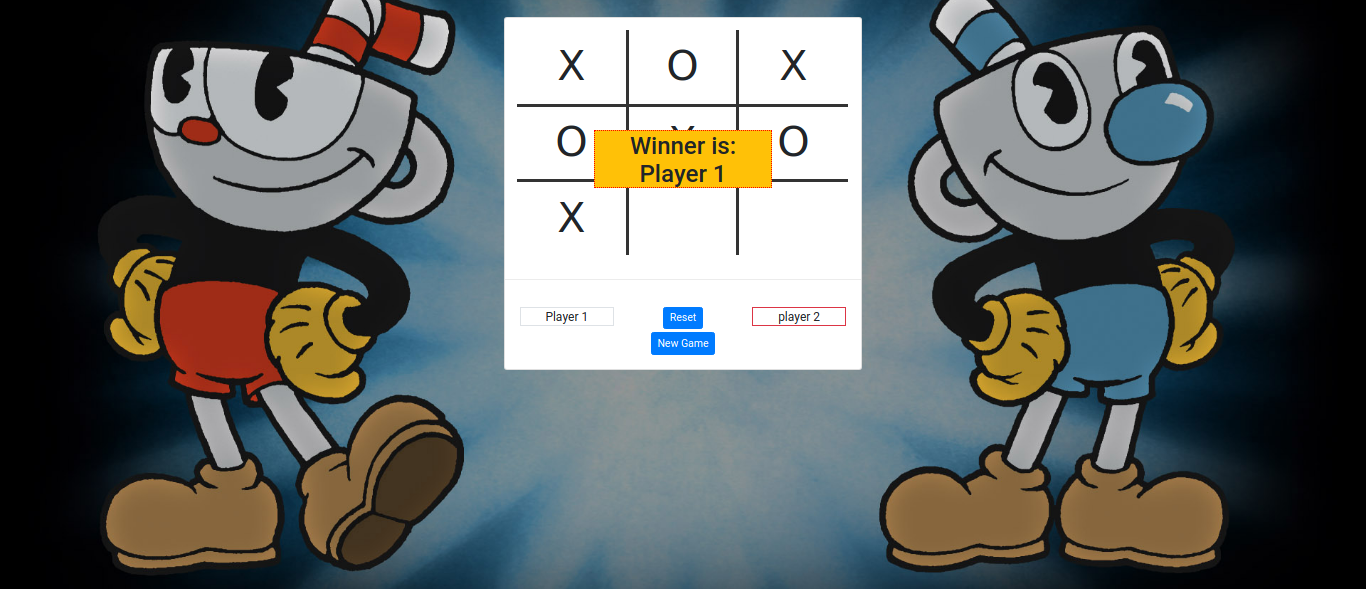 X O X
O X O
Winner is:
Player 1
X
Player 1 Reset player 2
New Game